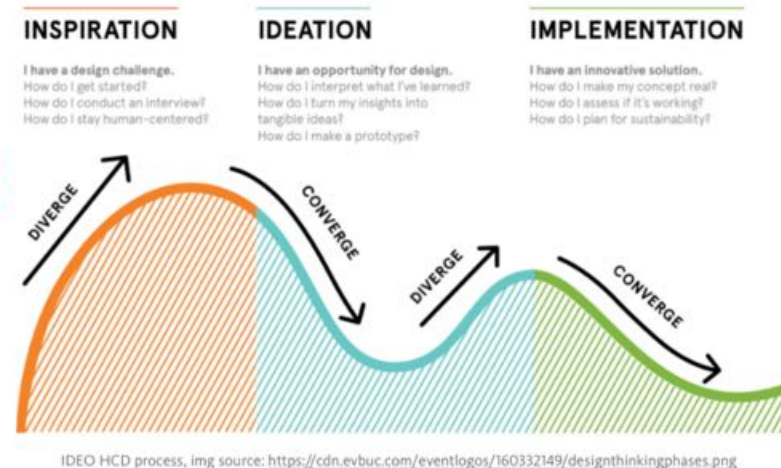 INSPIRATION
I have a design challenge.
How do I get started?
How do I conduct an interview?
How do I stay human-centered?
IDEATION
I have an opportunity for design.
How do I interpret what I've learned?
How do I turn my insights into
tangible ideas?
How do I make a prototype?
IMPLEMENTATION
I have an innovative solution.
How do I make my concept real?
How do I assess if it's working?
How do I plan for sustainability?
DIVERGE
CONVERGE
DIVERGE
CONVERGE
IDEO HCD process, img source: https://cdn.evbuc.com/eventlogos/160332149/designthinkingphases.png